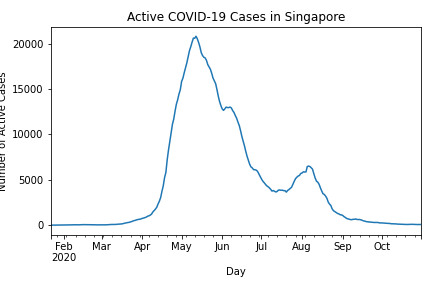 Active COVID-19 Cases in Singapore
Number of Active Cases
20000
15000
10000
5000
0
Feb Mar Apr May Jun Jul Aug Sep Oct
2020
Day